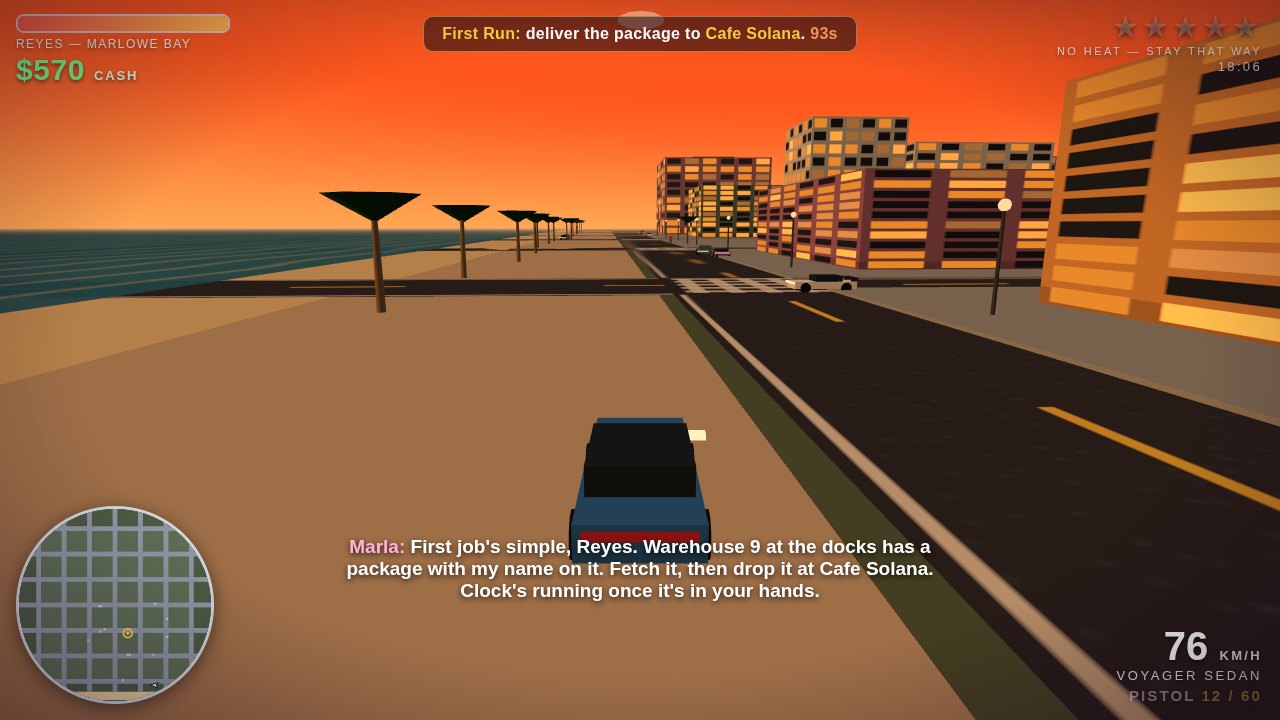 First Run: deliver the package to Cafe Solana. 93s
REYES — MARLOWE BAY
$570 CASH
NO HEAT — STAY THAT WAY
18:06
Marla: First job's simple, Reyes. Warehouse 9 at the docks has a
package with my name on it. Fetch it, then drop it at Cafe Solana.
Clock's running once it's in your hands.
76 KM/H
VOYAGER SEDAN
PISTOL 12 / 60